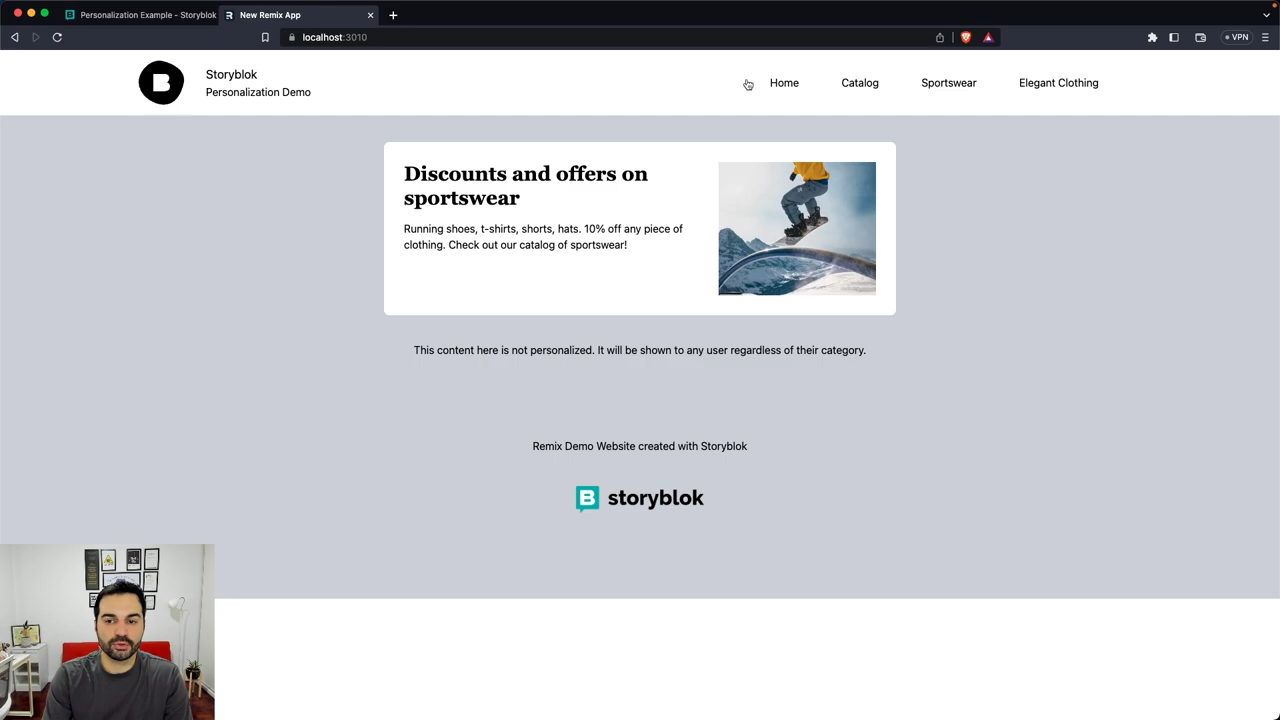 Personalization Example - Storyblok
New Remix App
localhost:3010
VPN
Storyblok
Personalization Demo
Home
Catalog
Sportswear
Elegant Clothing
Discounts and offers on
sportswear
Running shoes, t-shirts, shorts, hats. 10% off any piece of
clothing. Check out our catalog of sportswear!
This content here is not personalized. It will be shown to any user regardless of their category.
Remix Demo Website created with Storyblok
B storyblok